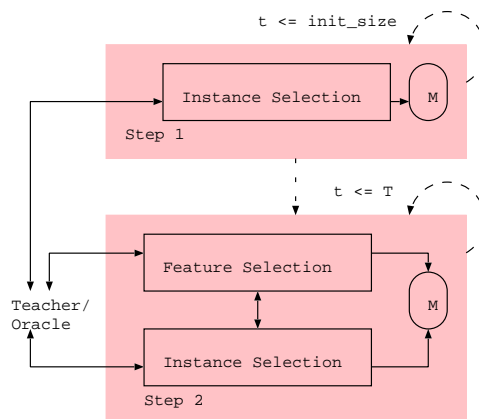 t <= init_size
Instance Selection
M
Step 1
t <= T
Feature Selection
Teacher/
Oracle
M
Instance Selection
Step 2